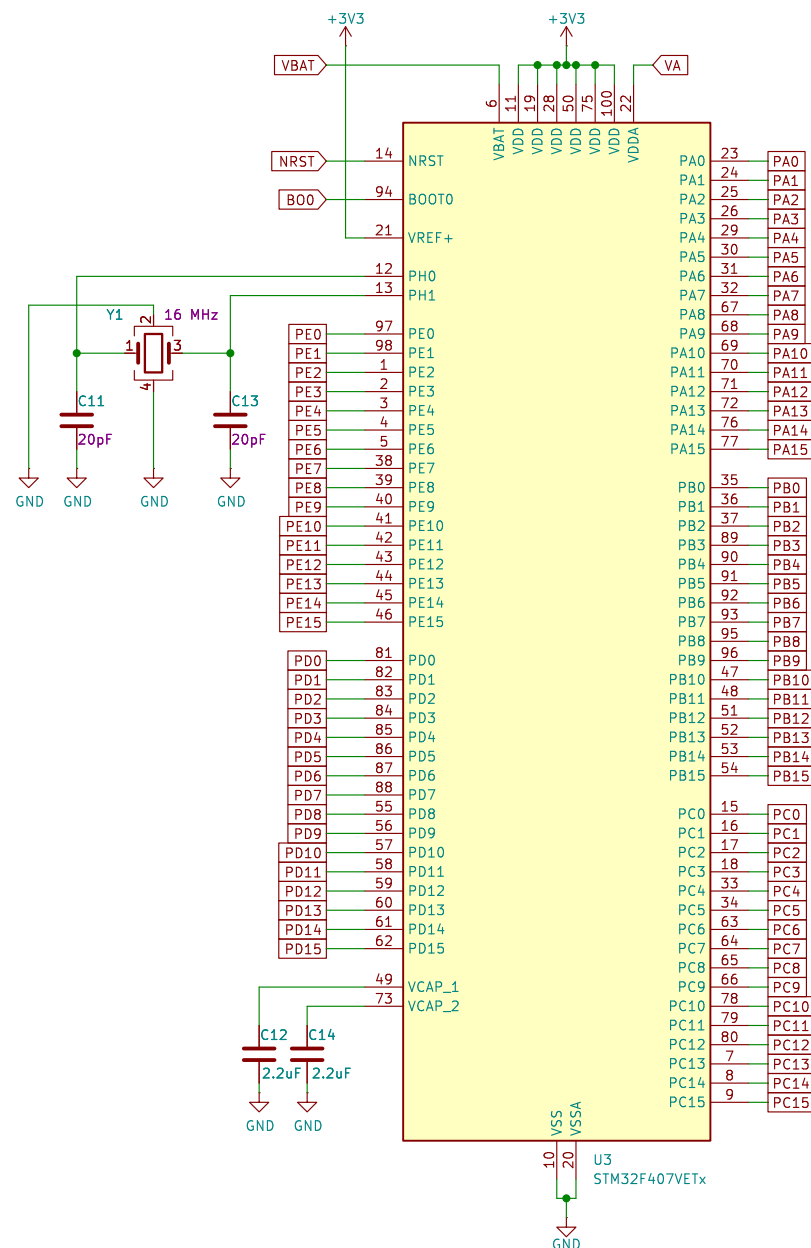 +3V3 +3V3
VBAT VA
6 11 19 28 50 75 100 22
VBAT VDD VDD VDD VDD VDD VDD VDDA
NRST 14 NRST PA0 23 PA0
PA1 24 PA1
BO0 94 BOOT0 PA2 25 PA2
PA3 26 PA3
21 VREF+ PA4 29 PA4
PA5 30 PA5
12 PH0 PA6 31 PA6
13 PH1 PA7 32 PA7
Y1 2 16 MHz PA8 67 PA8
PE0 97 PE0 PA9 68 PA9
1 3 PE1 98 PE1 PA10 69 PA10
PE2 1 PE2 PA11 70 PA11
4 PE3 2 PE3 PA12 71 PA12
C11 C13 PE4 3 PE4 PA13 72 PA13
PE5 4 PE5 PA14 76 PA14
20pF 20pF PE6 5 PE6 PA15 77 PA15
PE7 38 PE7
PE8 39 PE8 PB0 35 PB0
GND GND GND GND PE9 40 PE9 PB1 36 PB1
PE10 41 PE10 PB2 37 PB2
PE11 42 PE11 PB3 89 PB3
PE12 43 PE12 PB4 90 PB4
PE13 44 PE13 PB5 91 PB5
PE14 45 PE14 PB6 92 PB6
PE15 46 PE15 PB7 93 PB7
PB8 95 PB8
PD0 81 PD0 PB9 96 PB9
PD1 82 PD1 PB10 47 PB10
PD2 83 PD2 PB11 48 PB11
PD3 84 PD3 PB12 51 PB12
PD4 85 PD4 PB13 52 PB13
PD5 86 PD5 PB14 53 PB14
PD6 87 PD6 PB15 54 PB15
PD7 88 PD7
PD8 55 PD8 PC0 15 PC0
PD9 56 PD9 PC1 16 PC1
PD10 57 PD10 PC2 17 PC2
PD11 58 PD11 PC3 18 PC3
PD12 59 PD12 PC4 33 PC4
PD13 60 PD13 PC5 34 PC5
PD14 61 PD14 PC6 63 PC6
PD15 62 PD15 PC7 64 PC7
PC8 65 PC8
49 VCAP_1 PC9 66 PC9
73 VCAP_2 PC10 78 PC10
C12 C14 PC11 79 PC11
PC12 80 PC12
2.2uF 2.2uF PC13 7 PC13
PC14 8 PC14
PC15 9 PC15
GND GND VSS VSSA
10 20 U3
STM32F407VETx
GND